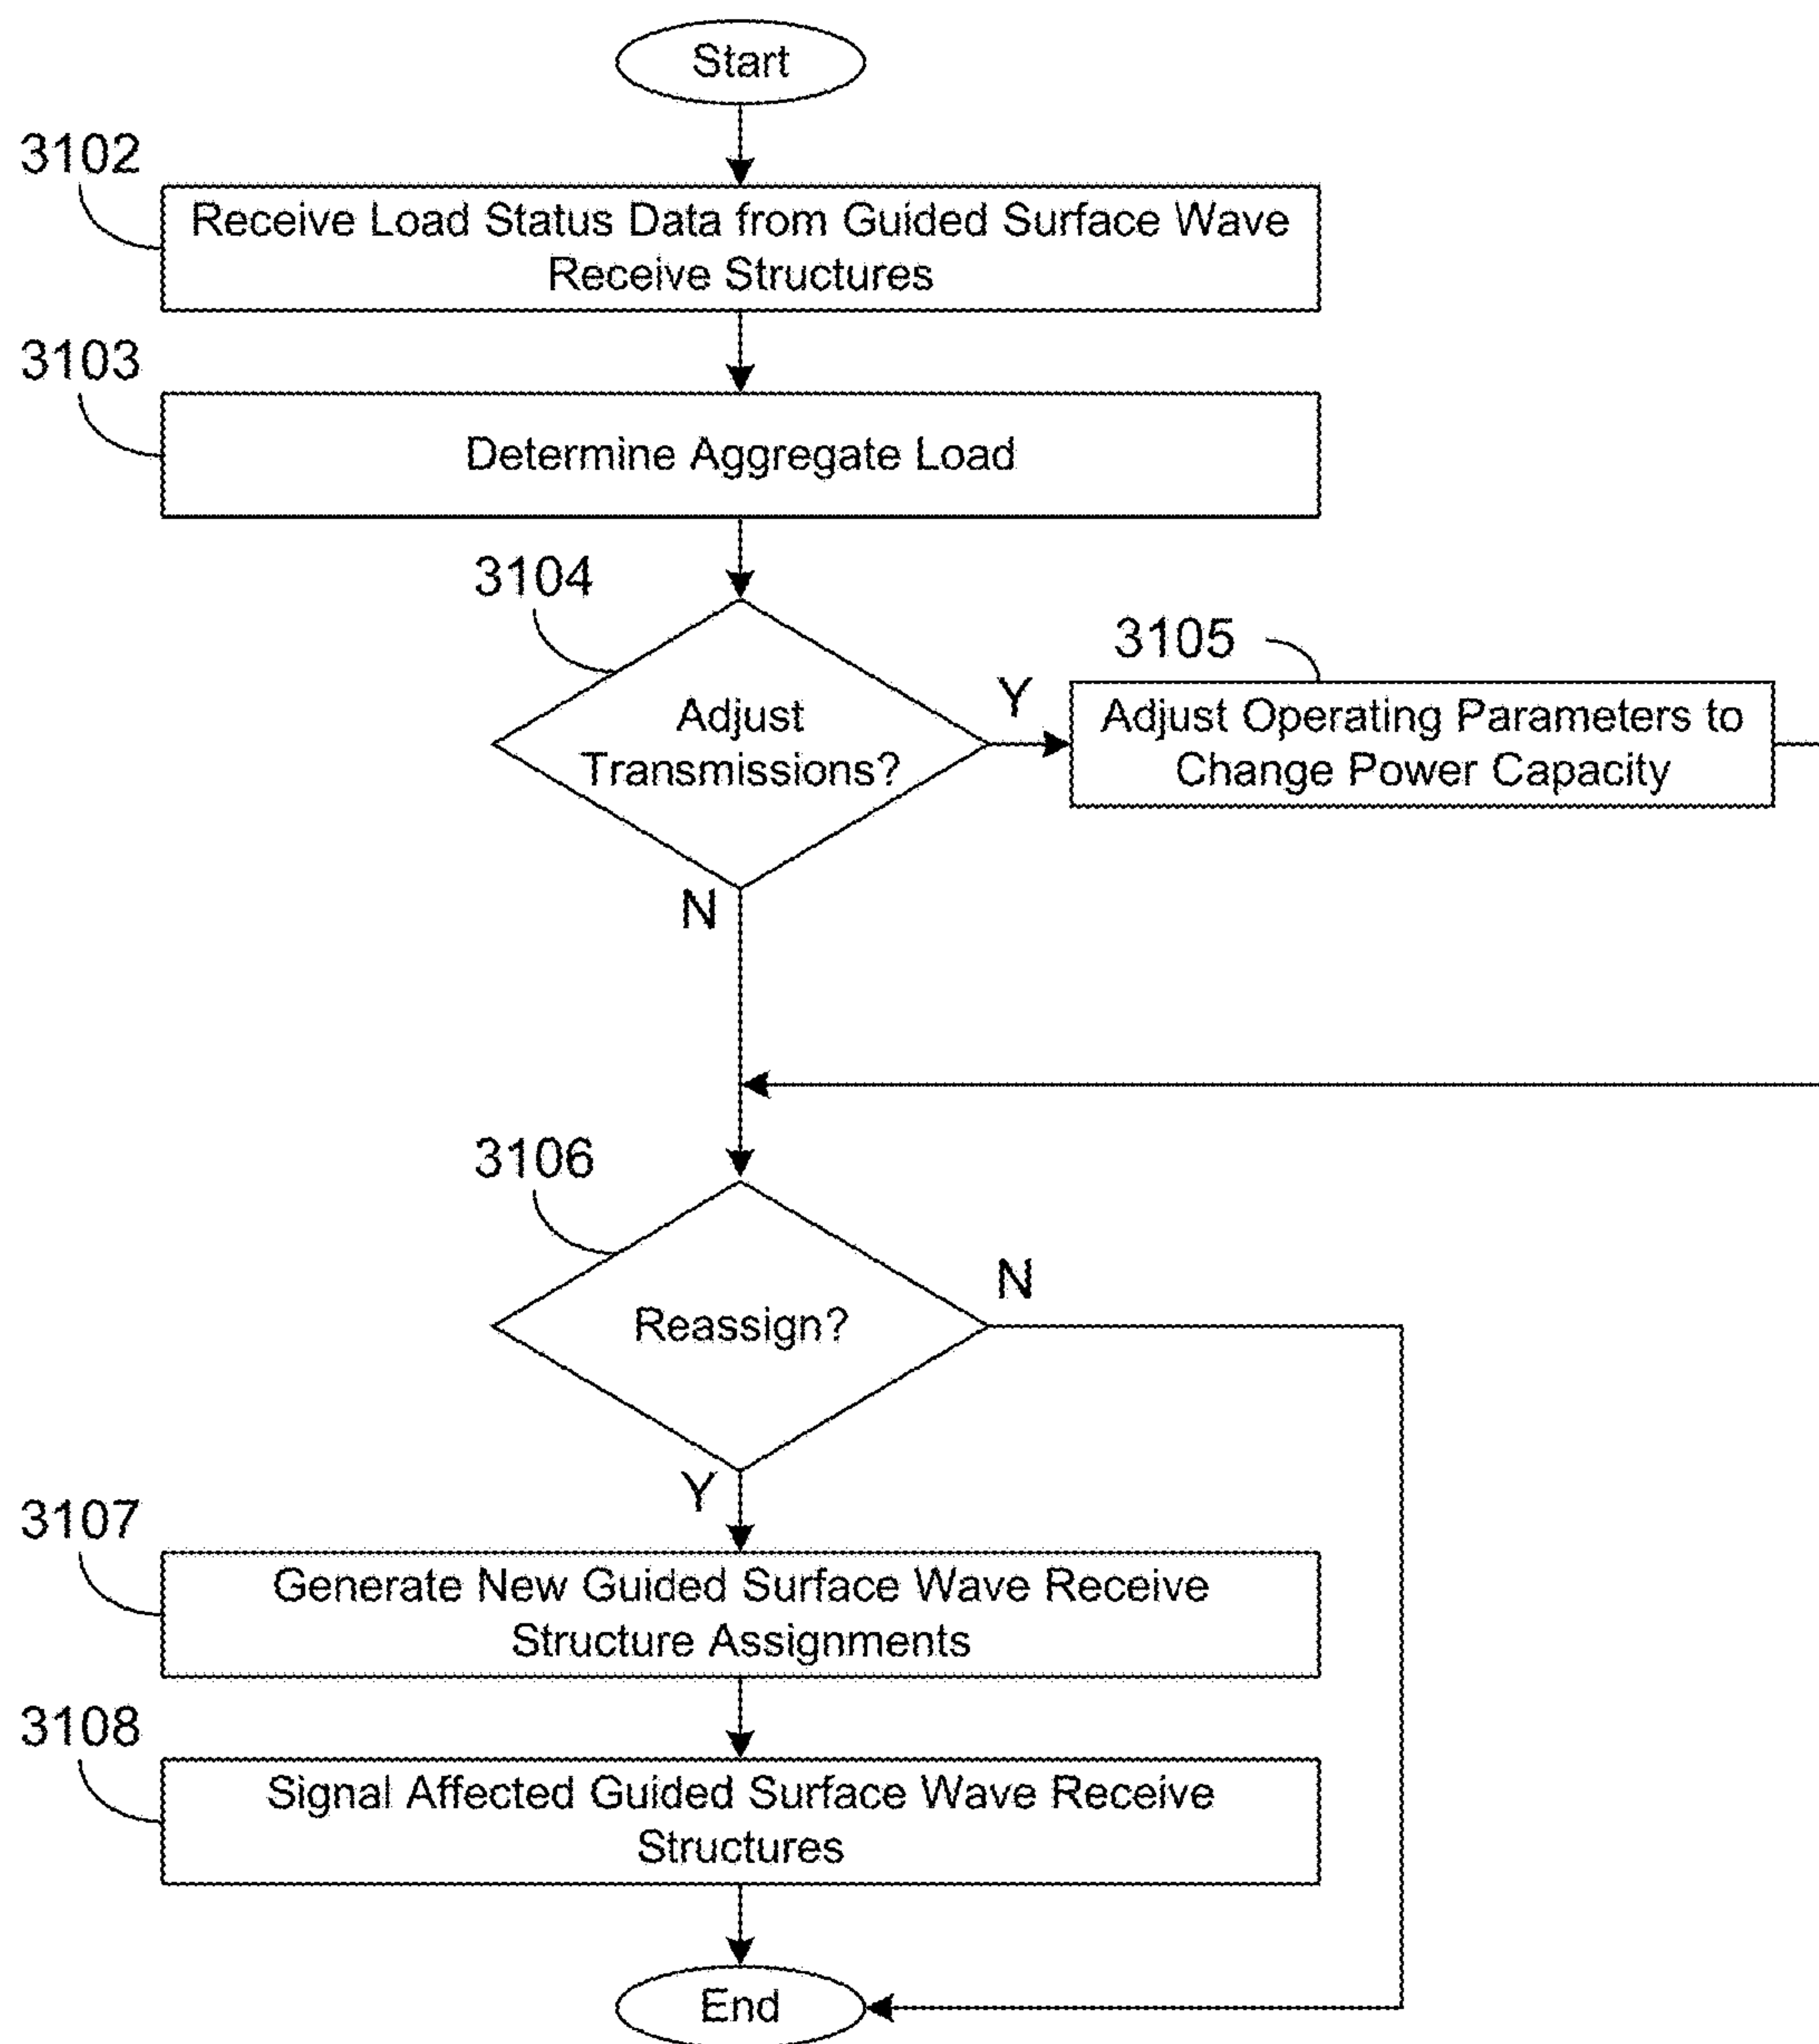 Start
3102
Receive Load Status Data from Guided Surface Wave
Receive Structures
3103
Determine Aggregate Load
3104
Adjust
Transmissions?
Y
3105
Adjust Operating Parameters to
Change Power Capacity
N
3106
Reassign?
N
Y
3107
Generate New Guided Surface Wave Receive
Structure Assignments
3108
Signal Affected Guided Surface Wave Receive
Structures
End